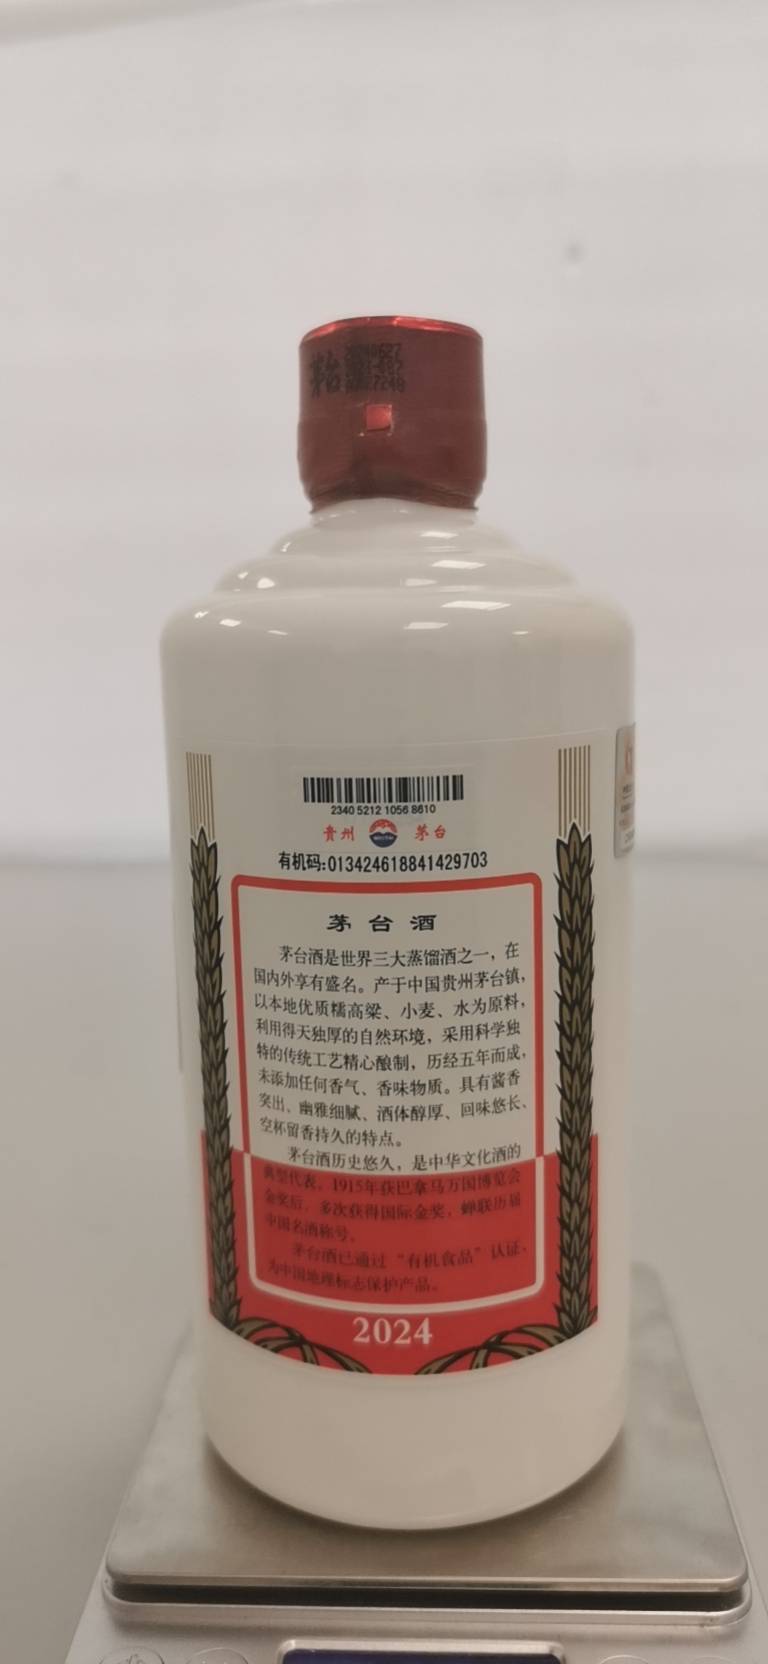 茅台
2340 5212 1056 8610
贵州 茅台
有机码:013424618841429703
茅台酒
茅台酒是世界三大蒸馏酒之一，在
国内外享有盛名。产于中国贵州茅台镇，
以本地优质糯高粱、小麦、水为原料，
利用得天独厚的自然环境，采用科学独
特的传统工艺精心酿制，历经五年而成，
未添加任何香气、香味物质。具有酱香
突出、幽雅细腻、酒体醇厚、回味悠长、
空杯留香持久的特点。
茅台酒历史悠久，是中华文化酒的
典型代表。1915年获巴拿马万国博览会
金奖后，多次获得国际金奖，蝉联历届
中国名酒称号。
茅台酒已通过“有机食品”认证，
为中国地理标志保护产品。
2024